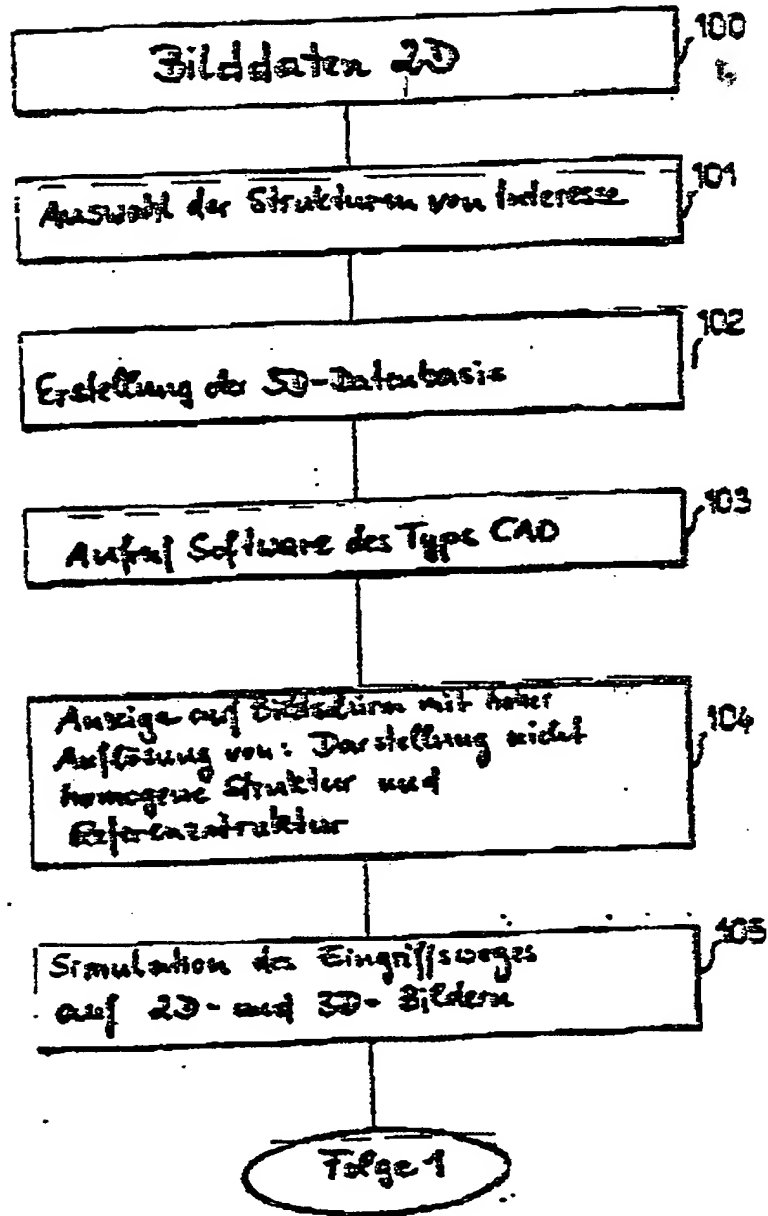 Bilddaten 2D
100
Auswahl der Strukturen von Interesse
101
Erstellung der 3D-Datenbasis
102
Aufruf Software des Typs CAD
103
Anzeige auf Bildschirm mit hoher
Auflösung von: Darstellung nicht
homogene Struktur und
Referenzstruktur
104
Simulation des Eingriffsweges
auf 2D- und 3D-Bildern
105
Folge 1